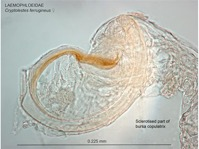 LAEMOPHLOEIDAE
Cryptolestes ferrugineus ♀
Sclerotised part of
bursa copulatrix
0.225 mm